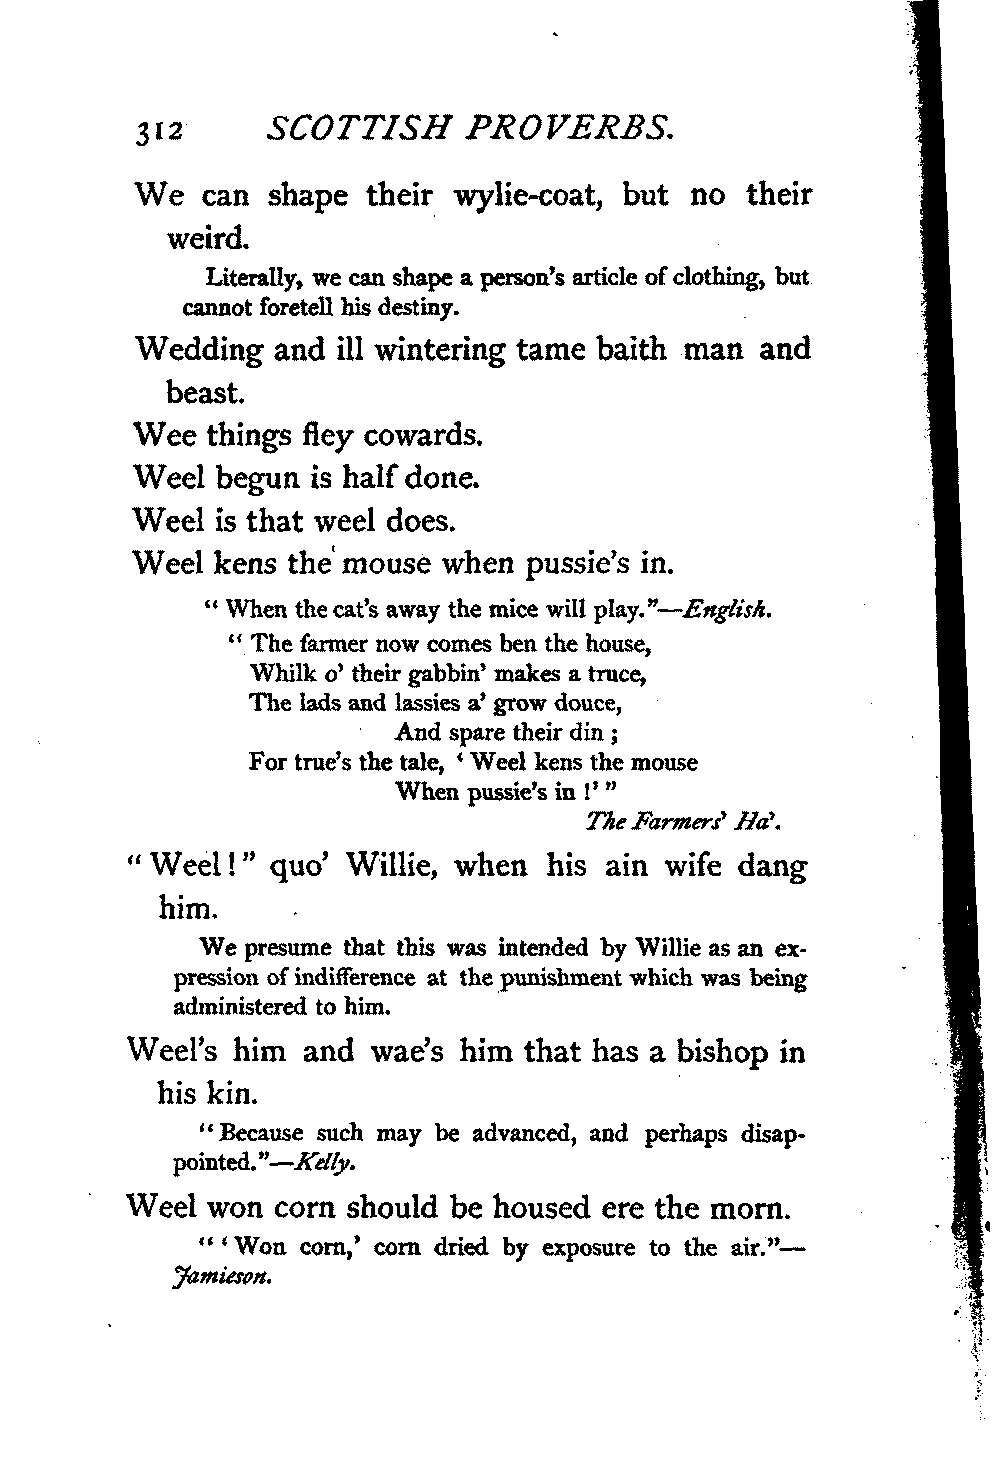 312 SCOTTISH PROVERBS.
We can shape their wylie-coat, but no their
weird.
Literally, we can shape a person's article of clothing, but
cannot foretell his destiny.
Wedding and ill wintering tame baith man and
beast.
Wee things fley cowards.
Weel begun is half done.
Weel is that weel does.
Weel kens the mouse when pussie's in.
"When the cat's away the mice will play."—English.
"The farmer now comes ben the house,
Whilk o' their gabbin' makes a truce,
The lads and lassies a' grow douce,
And spare their din;
For true's the tale, 'Weel kens the mouse
When pussie's in!'"
The Farmers' Ha'.
"Weel!" quo' Willie, when his ain wife dang
him.
We presume that this was intended by Willie as an ex-
pression of indifference at the punishment which was being
administered to him.
Weel's him and wae's him that has a bishop in
his kin.
"Because such may be advanced, and perhaps disap-
pointed."—Kelly.
Weel won corn should be housed ere the morn.
"'Won corn,' corn dried by exposure to the air."—
Jamieson.